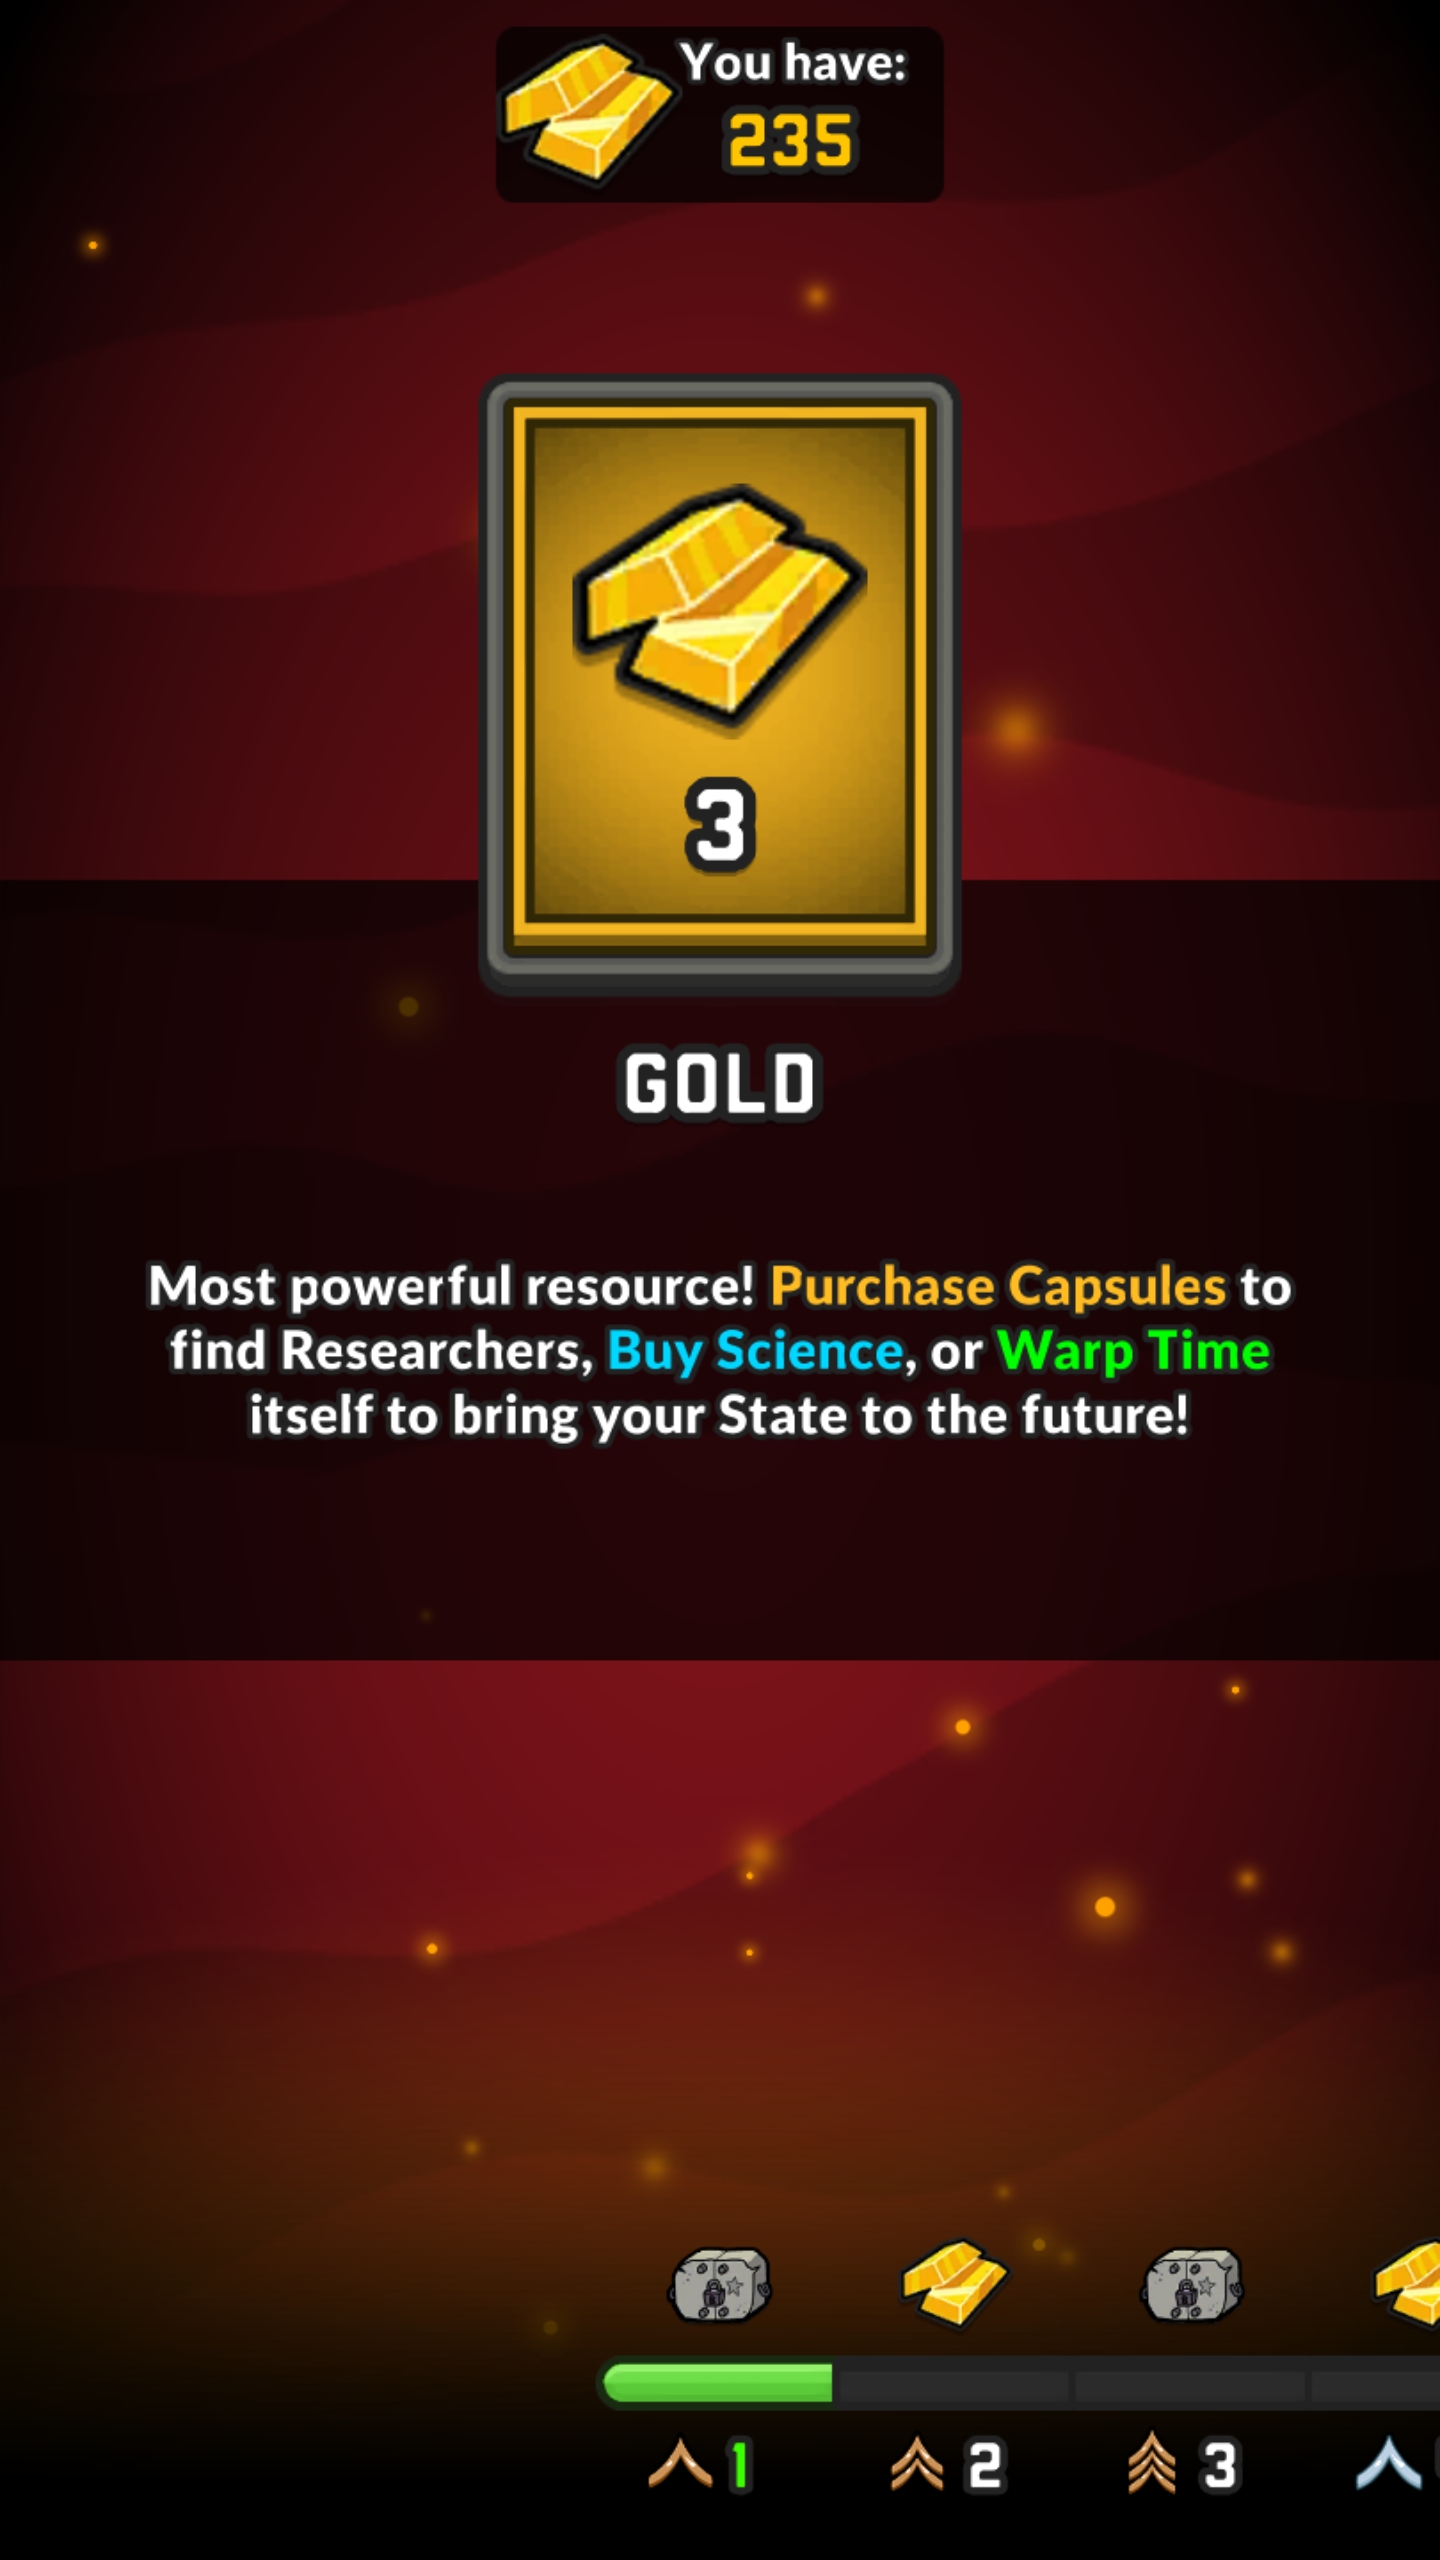 You have:
235
3
GOLD
Most powerful resource! Purchase Capsules to
find Researchers, Buy Science, or Warp Time
itself to bring your State to the future!
1 2 3